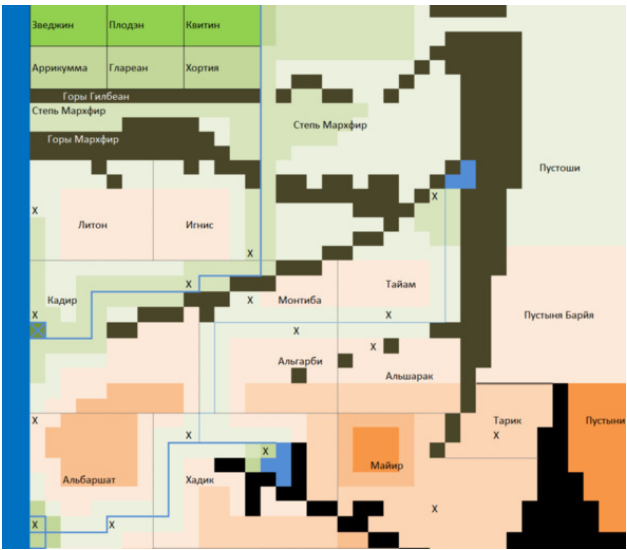 Зведжин Плодэн Квитин
Аррикумма Глареан Хортия
Горы Гилбеан
Степь Мархфир
Степь Мархфир
Горы Мархфир
Пустоши
X
X
Литон Игнис
X
Тайам
X
Кадир
X
Монтиба
X
X
Пустыня Барйя
X
X
Альгарби
X
Альшарак
X
Тарик
Пустыни
X
X
X
Майир
Альбаршат Хадик
X
X
X